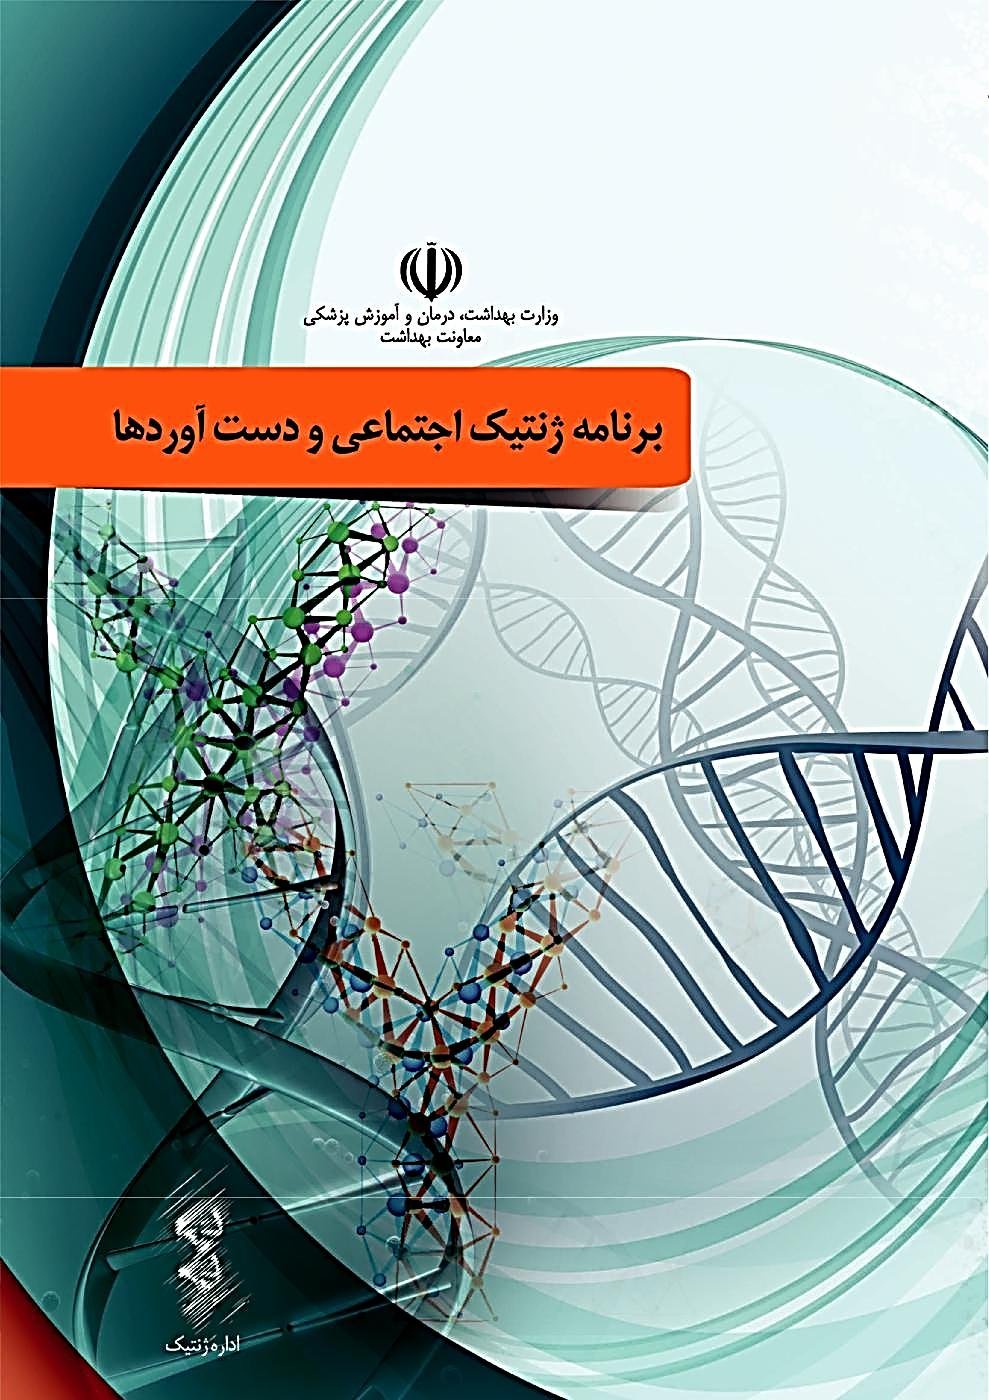 وزارت بهداشت، درمان و آموزش پزشکی
معاونت بهداشت
برنامه ژنتیک اجتماعی و دست آوردها
اداره ژنتیک